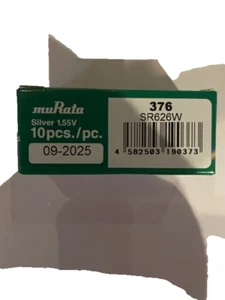 muRata
Silver 1.55V
10pcs./pc.
09-2025
376
SR626W
4 582503 190373